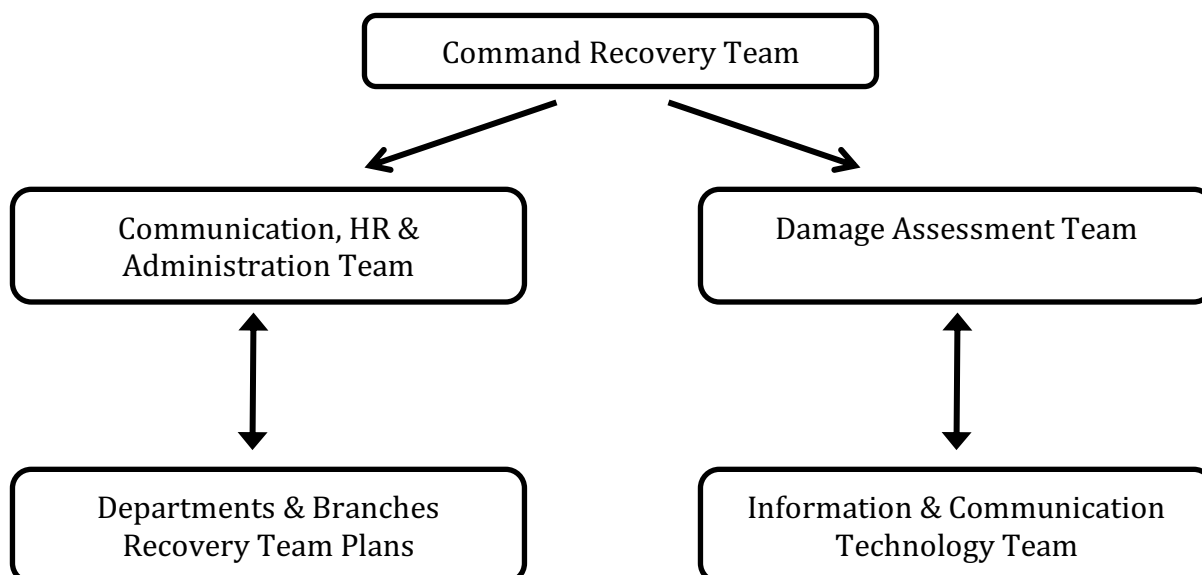 Command Recovery Team
Communication, HR &
Administration Team
Damage Assessment Team
Departments & Branches
Recovery Team Plans
Information & Communication
Technology Team